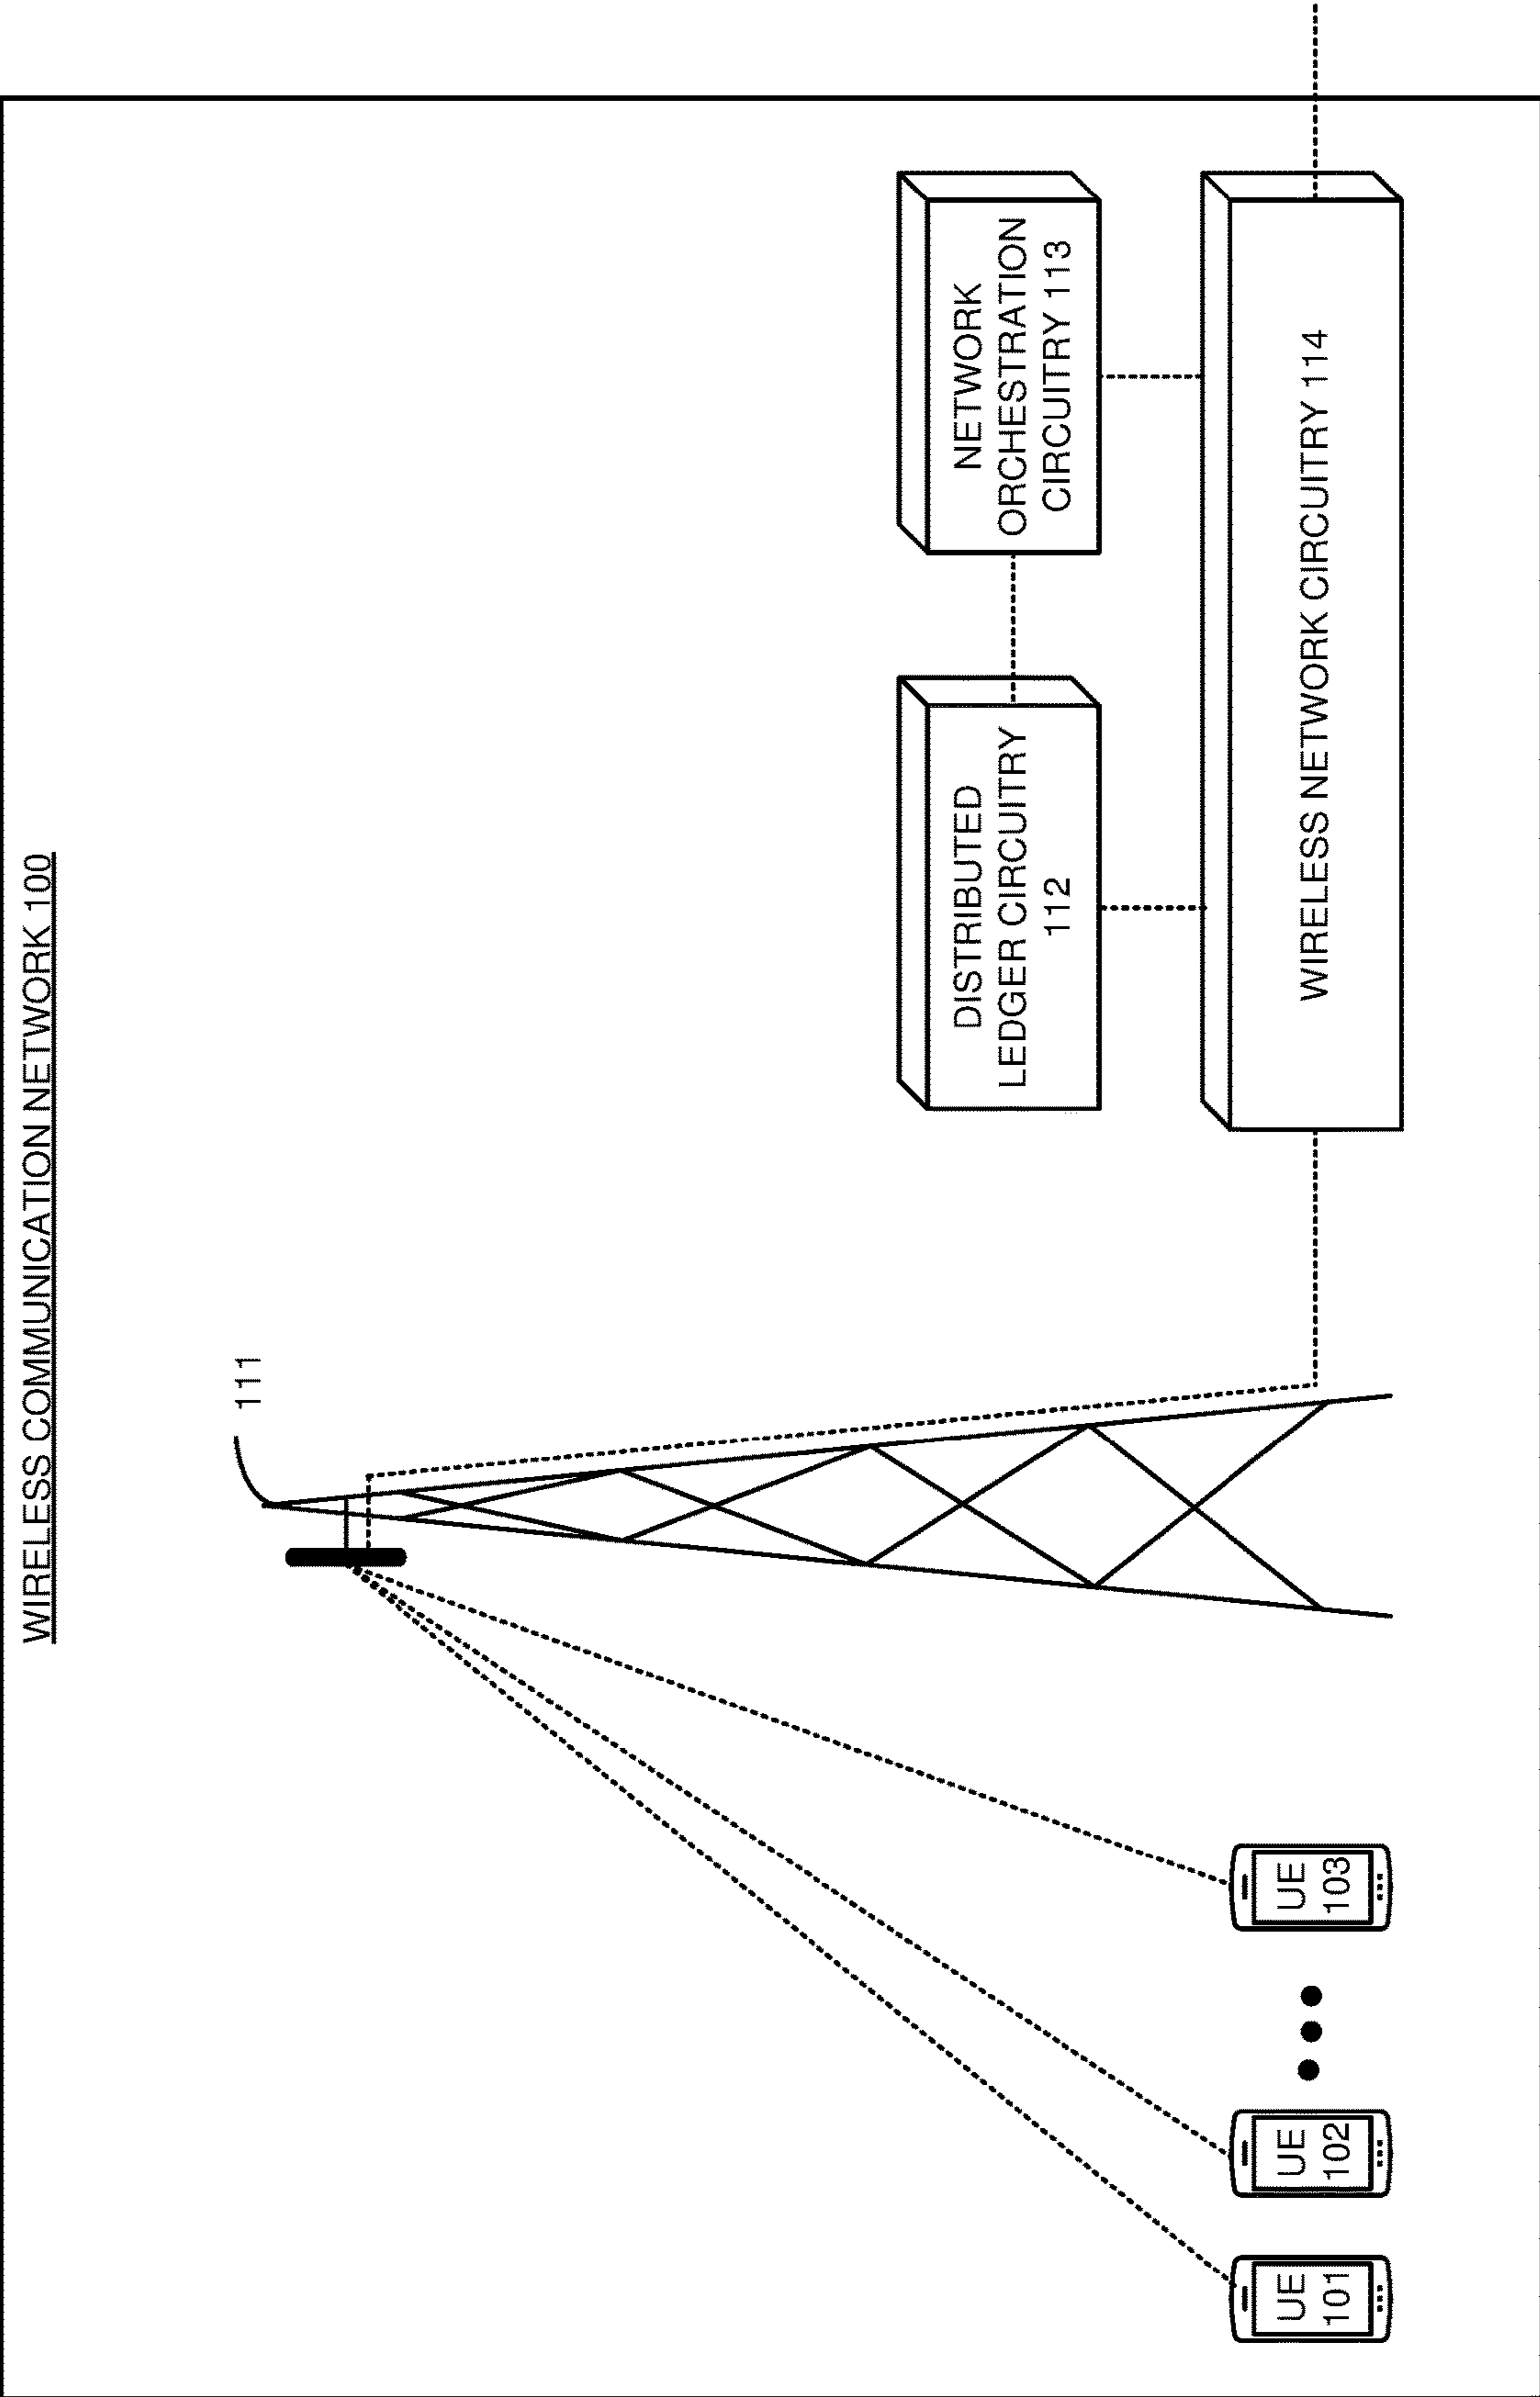 WIRELESS COMMUNICATION NETWORK 100
111
DISTRIBUTED
LEDGER CIRCUITRY
112
NETWORK
ORCHESTRATION
CIRCUITRY 113
UE
101
UE
102
UE
103
WIRELESS NETWORK CIRCUITRY 114